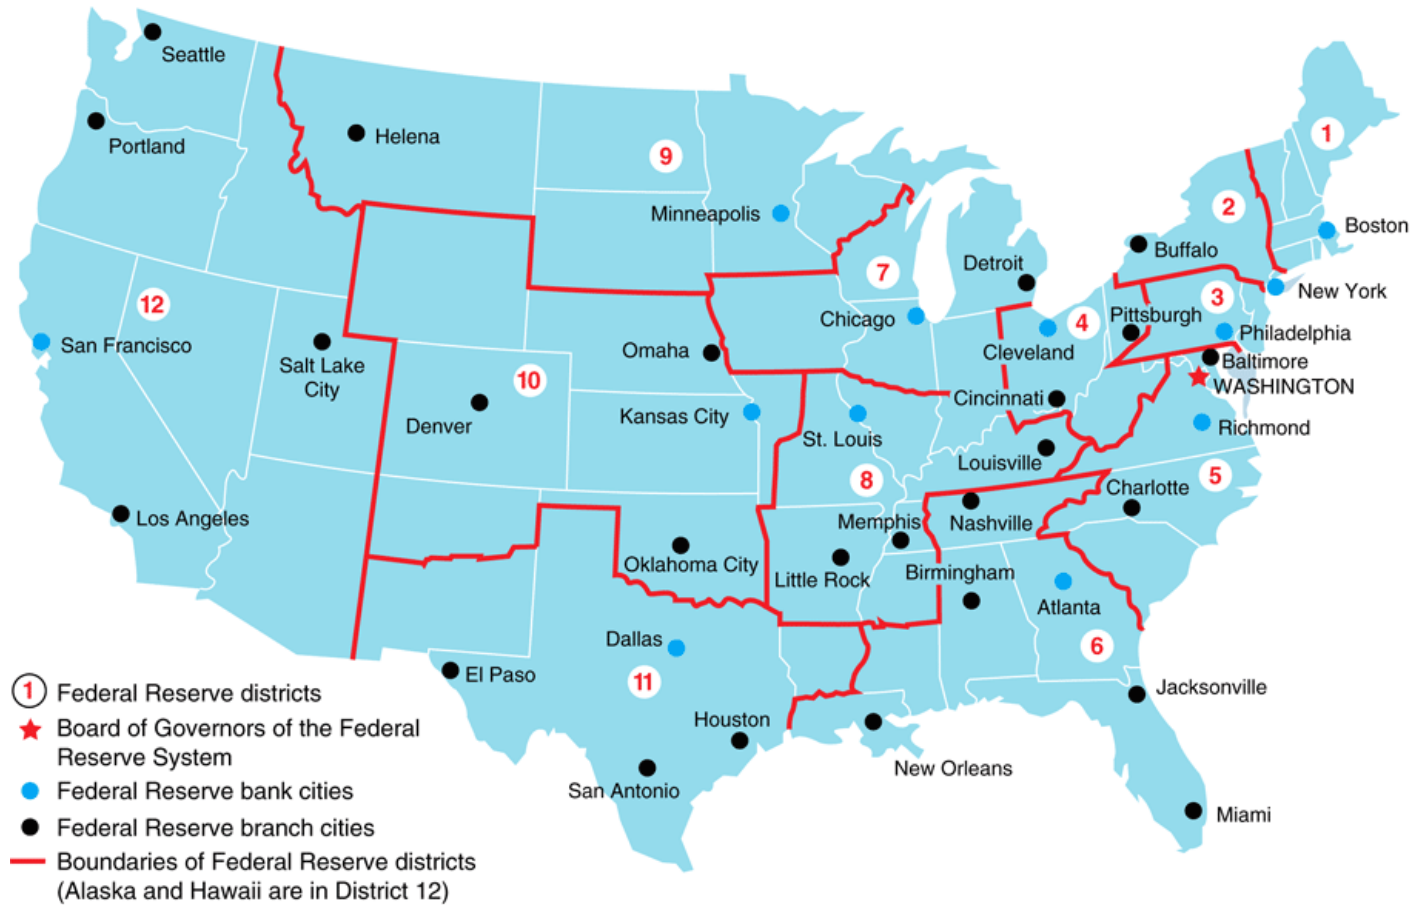 Seattle
Portland
Helena
9
1
Minneapolis
2
Boston
Buffalo
Detroit
7
12
3
New York
Pittsburgh
Chicago
4
Philadelphia
San Francisco
Cleveland
Omaha
Baltimore
Salt Lake
City
10
WASHINGTON
Cincinnati
Kansas City
Denver
St. Louis
Richmond
Louisville
8
5
Charlotte
Los Angeles
Memphis
Nashville
Oklahoma City
Little Rock
Birmingham
Atlanta
Dallas
6
El Paso
11
Jacksonville
Houston
New Orleans
San Antonio
Miami
1 Federal Reserve districts
Board of Governors of the Federal
Reserve System
Federal Reserve bank cities
Federal Reserve branch cities
Boundaries of Federal Reserve districts
(Alaska and Hawaii are in District 12)